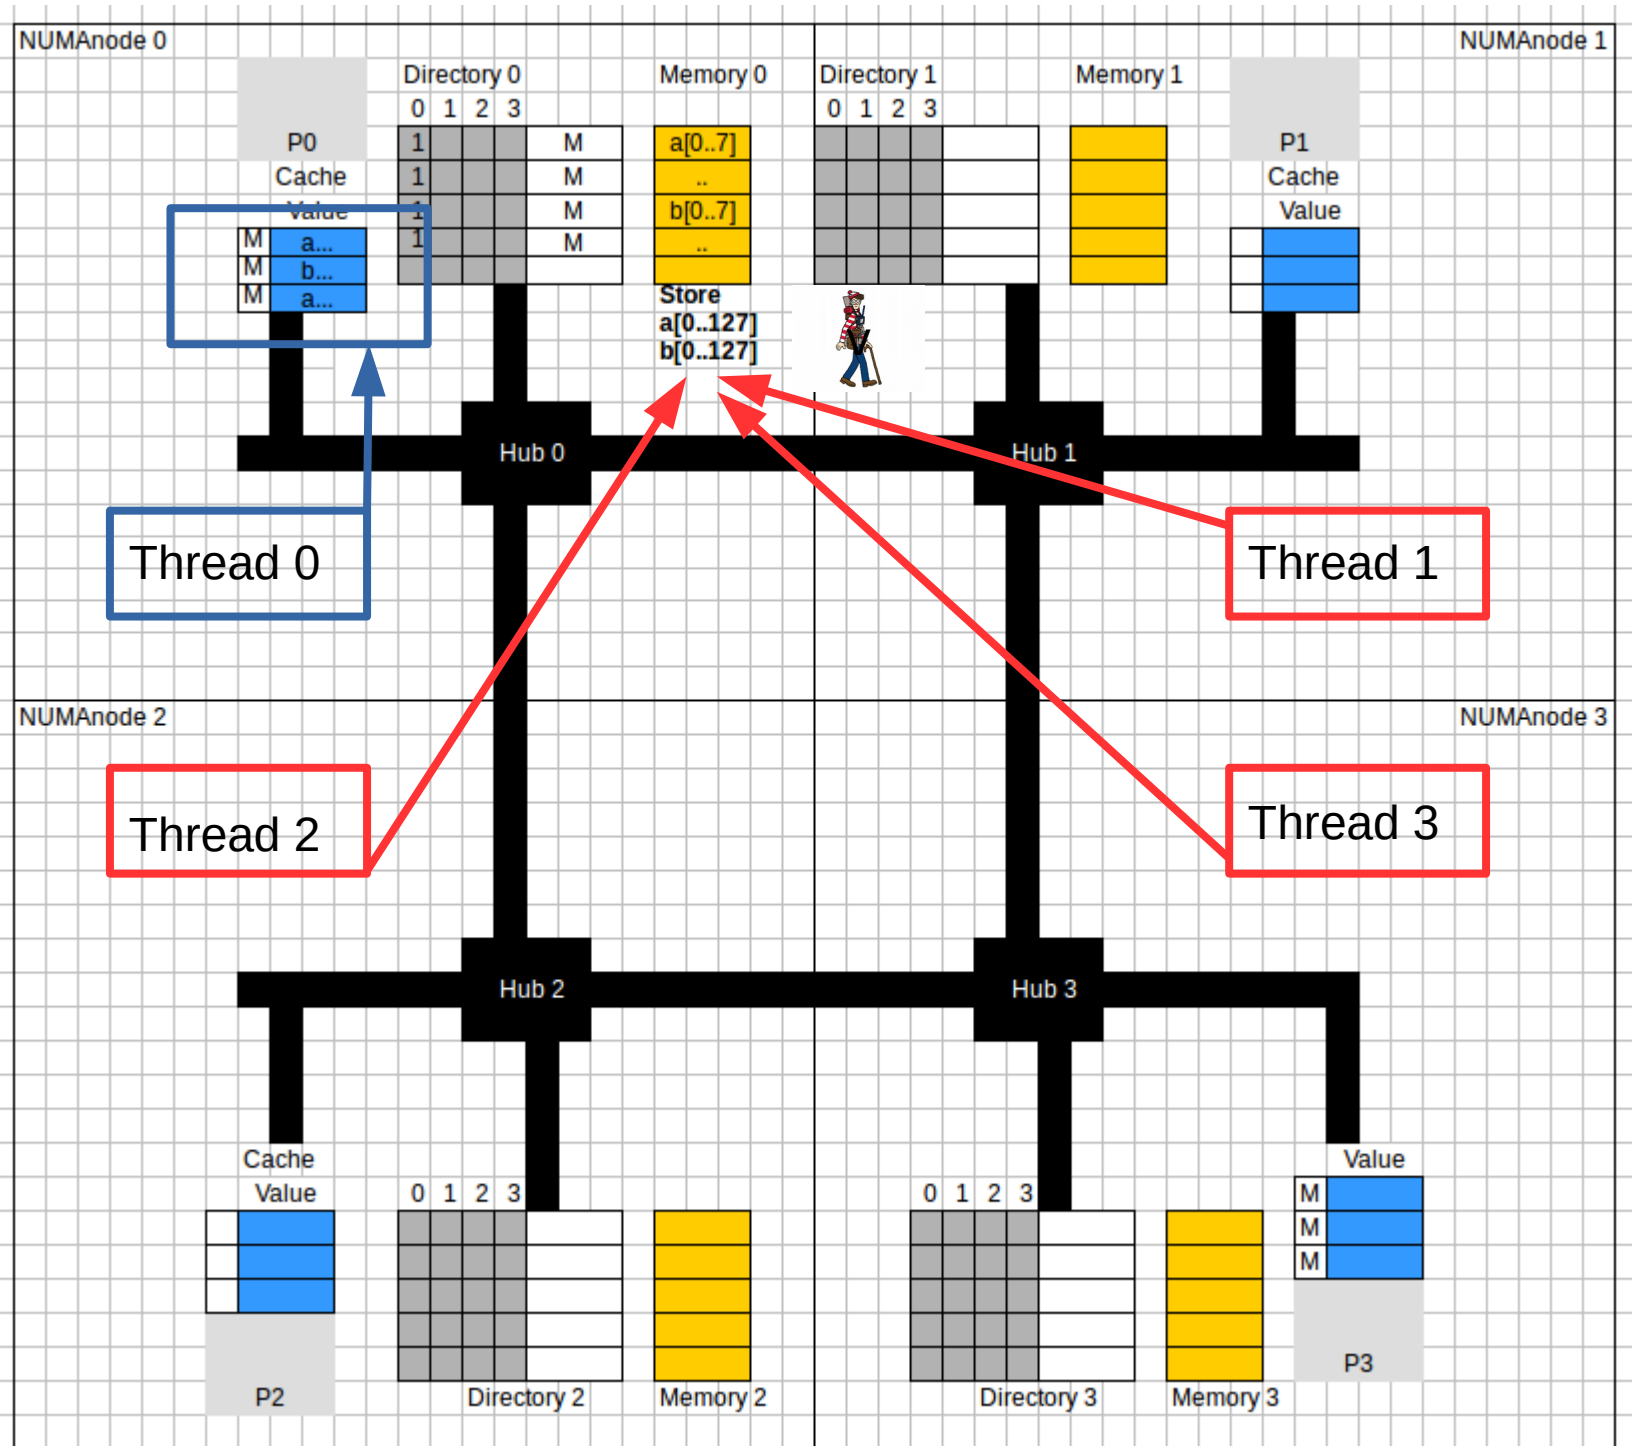 NUMAnode 0
NUMAnode 1
Directory 0
Memory 0
Directory 1
Memory 1
0 1 2 3
0 1 2 3
P0
1
M
a[0..7]
P1
Cache
1
M
..
Cache
Value
1
M
b[0..7]
Value
M a...
1
M
..
M b...
M a...
Store
a[0..127]
b[0..127]
V
Hub 0
Hub 1
Thread 0
Thread 1
NUMAnode 2
NUMAnode 3
Thread 2
Thread 3
Hub 2
Hub 3
Cache
Value
Value
0 1 2 3
0 1 2 3
M
M
M
P2
Directory 2
Memory 2
Directory 3
Memory 3
P3